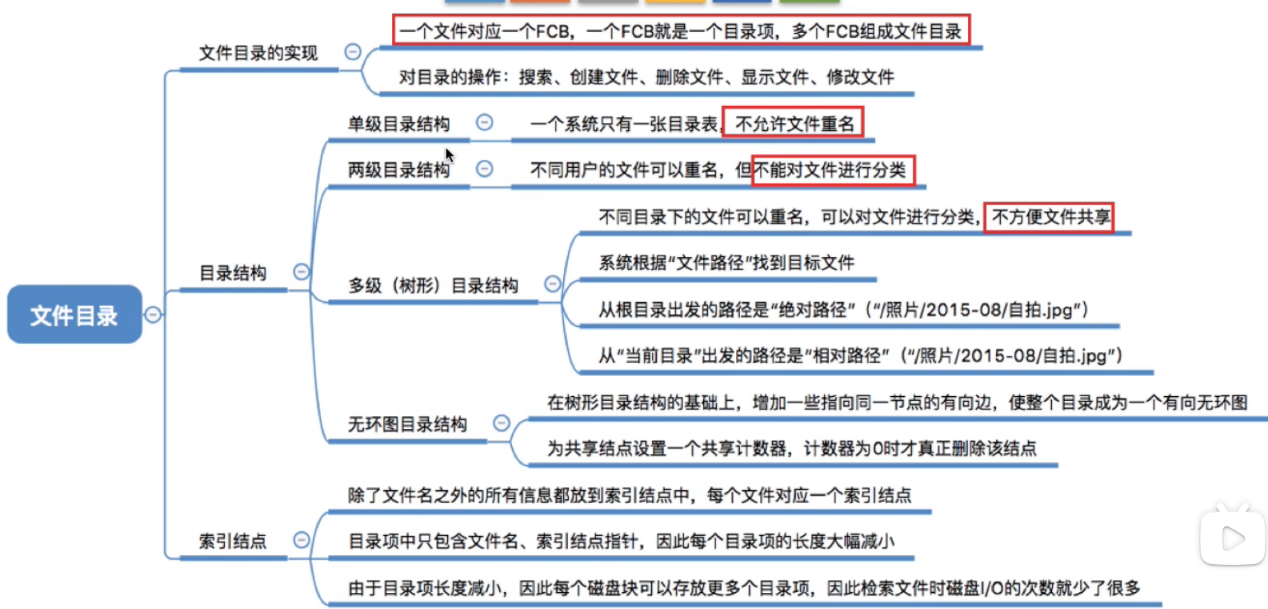 文件目录
文件目录的实现
一个文件对应一个FCB，一个FCB就是一个目录项，多个FCB组成文件目录
对目录的操作：搜索、创建文件、删除文件、显示文件、修改文件
目录结构
单级目录结构
一个系统只有一张目录表，不允许文件重名
两级目录结构
不同用户的文件可以重名，但不能对文件进行分类
多级（树形）目录结构
不同目录下的文件可以重名，可以对文件进行分类，不方便文件共享
系统根据“文件路径”找到目标文件
从根目录出发的路径是“绝对路径”（“/照片/2015-08/自拍.jpg”）
从“当前目录”出发的路径是“相对路径”（“/照片/2015-08/自拍.jpg”）
无环图目录结构
在树形目录结构的基础上，增加一些指向同一节点的有向边，使整个目录成为一个有向无环图
为共享结点设置一个共享计数器，计数器为0时才真正删除该结点
索引结点
除了文件名之外的所有信息都放到索引结点中，每个文件对应一个索引结点
目录项中只包含文件名、索引结点指针，因此每个目录项的长度大幅减小
由于目录项长度减小，因此每个磁盘块可以存放更多个目录项，因此检索文件时磁盘I/O的次数就少了很多